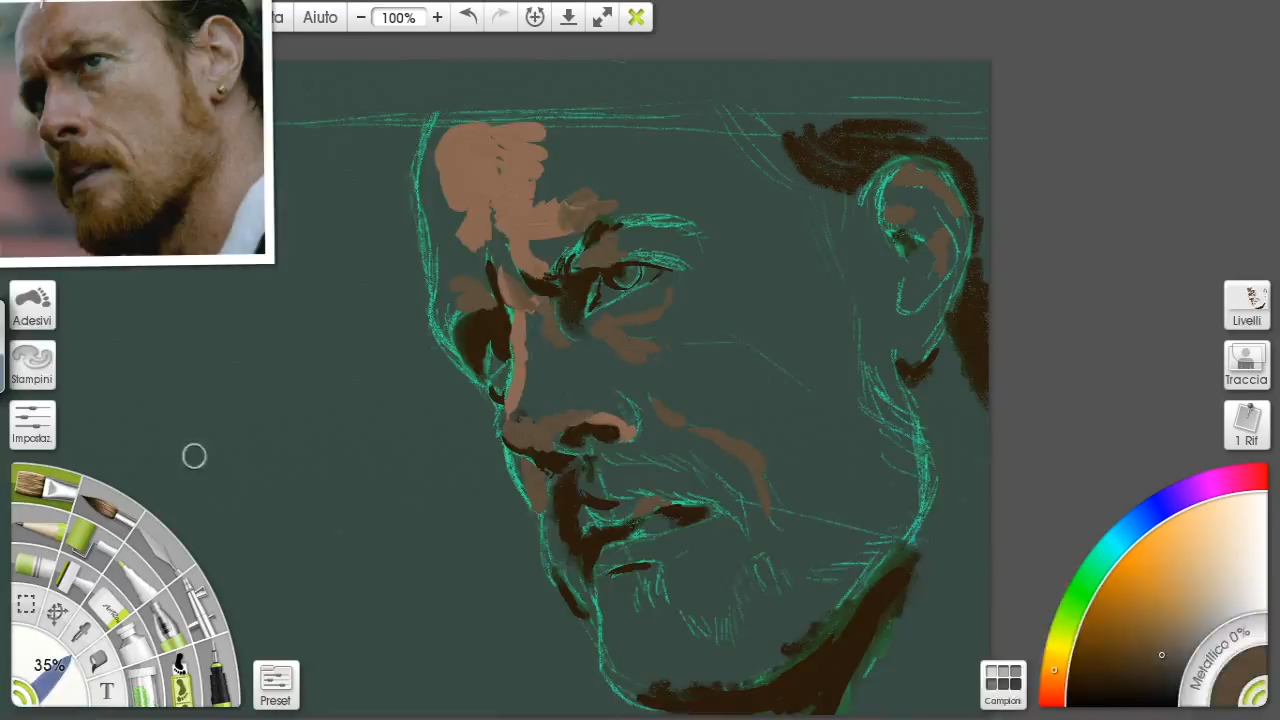 Aiuto
100%
Adesivi
Stampini
Impostaz.
35%
T
Preset
Livelli
Traccia
1 Rif
Metallico 0%
Campioni